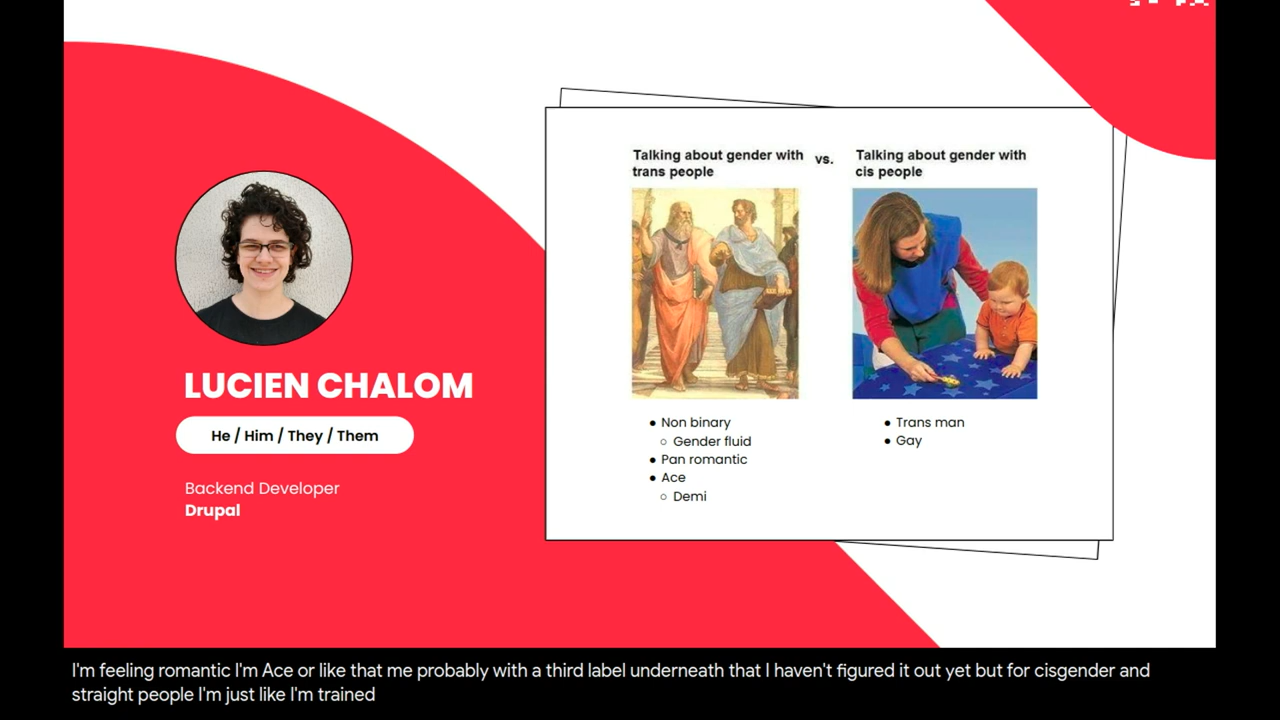 LUCIEN CHALOM
He / Him / They / Them
Backend Developer
Drupal
Talking about gender with
trans people
vs.
Talking about gender with
cis people
● Non binary
○ Gender fluid
● Pan romantic
● Ace
○ Demi
● Trans man
● Gay
I'm feeling romantic I'm Ace or like that me probably with a third label underneath that I haven't figured it out yet but for cisgender and
straight people I'm just like I'm trained